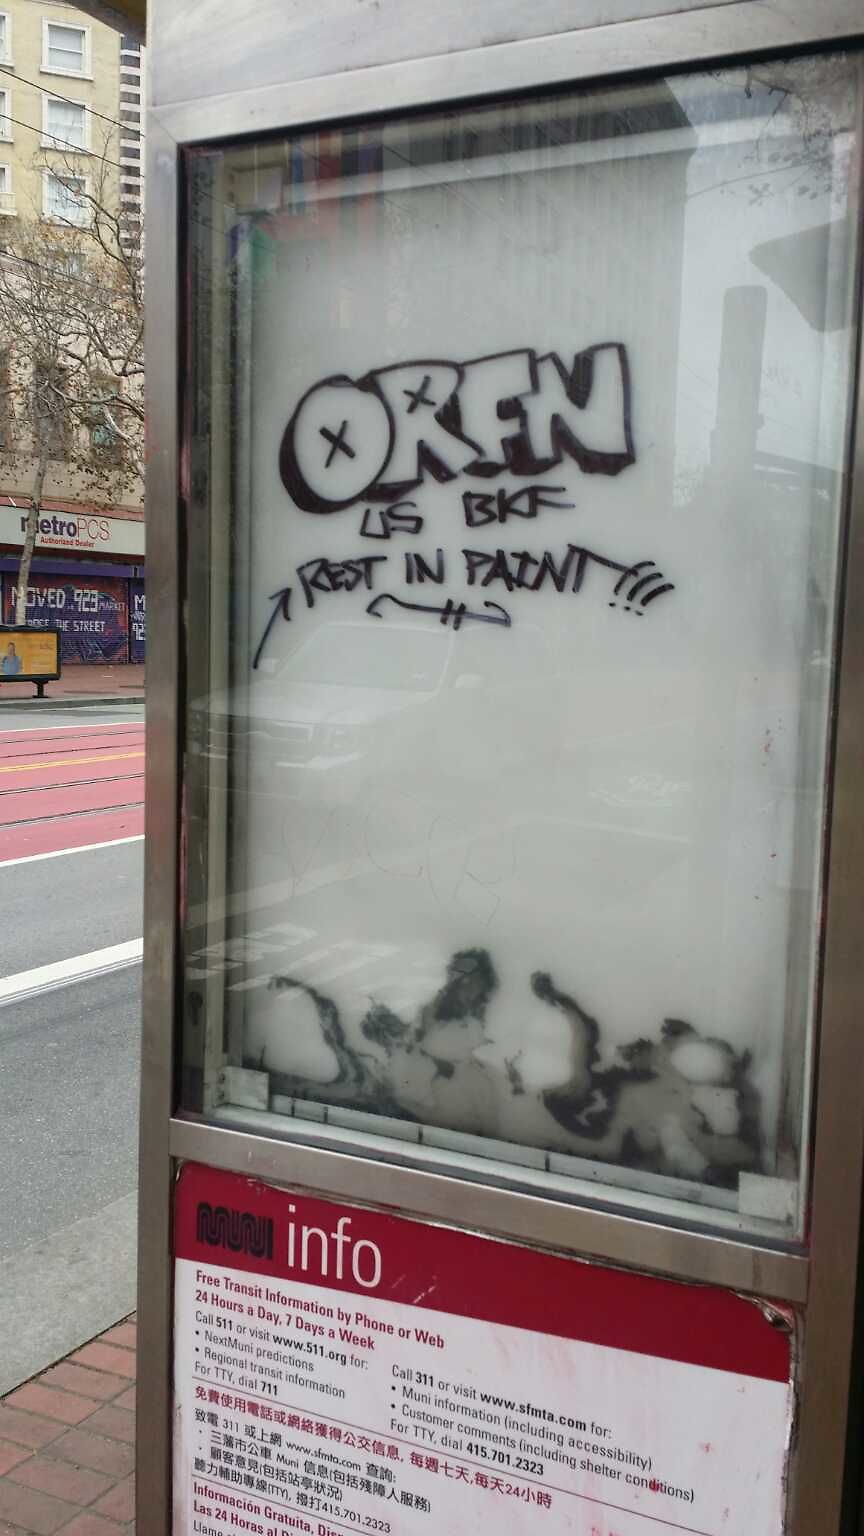 ORFN
US BKF
REST IN PAINT!!!
metroPCS
Authorized Dealer
MOVED 923 MARKET
THE STREET
MUNI info
Free Transit Information by Phone or Web
24 Hours a Day, 7 Days a Week
Call 511 or visit www.511.org for:
• NextMuni predictions
• Regional transit information
For TTY, dial 711
Call 311 or visit www.sfmta.com for:
• Muni information (including accessibility)
• Customer comments (including shelter conditions)
For TTY, dial 415.701.2323
免費使用電話或網絡獲得公交信息, 每週七天,每天24小時
致電 311 或上網 www.sfmta.com 查詢:
· 三藩市公車 Muni 信息(包括殘障人服務)
· 顧客意見(包括站亭狀況)
聽力輔助專線(TTY), 撥打415.701.2323
Información Gratuita,
Las 24 Horas al
Llame